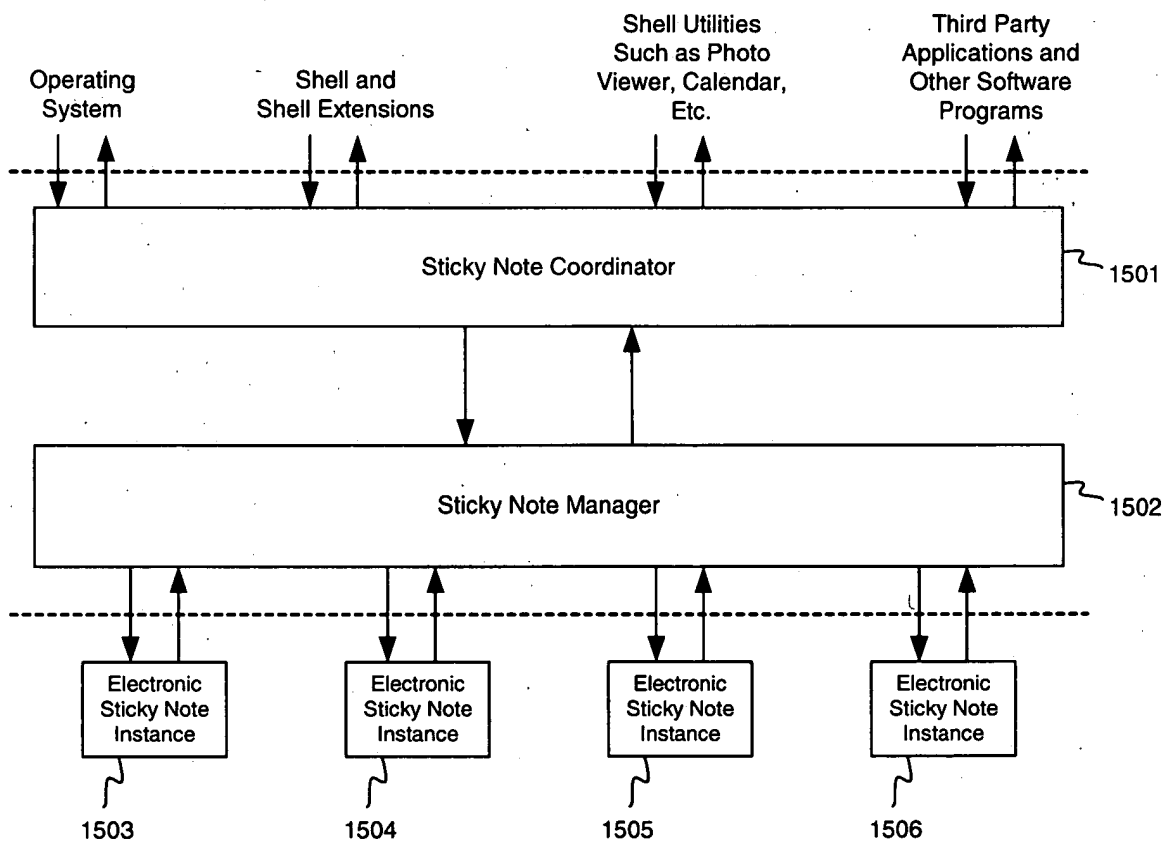 Operating
System
Shell and
Shell Extensions
Shell Utilities
Such as Photo
Viewer, Calendar,
Etc.
Third Party
Applications and
Other Software
Programs
Sticky Note Coordinator
1501
Sticky Note Manager
1502
Electronic
Sticky Note
Instance
Electronic
Sticky Note
Instance
Electronic
Sticky Note
Instance
Electronic
Sticky Note
Instance
1503
1504
1505
1506